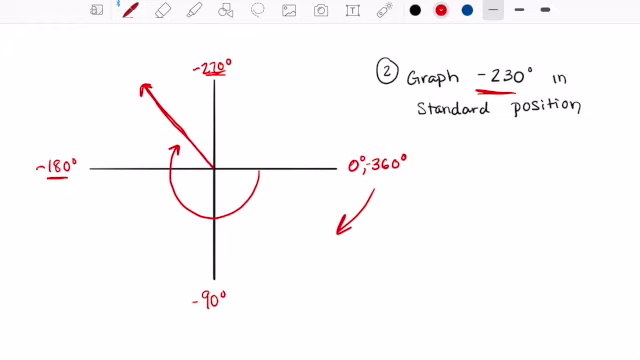 -270°
② Graph -230° in
Standard position
-180°
0°, -360°
-90°